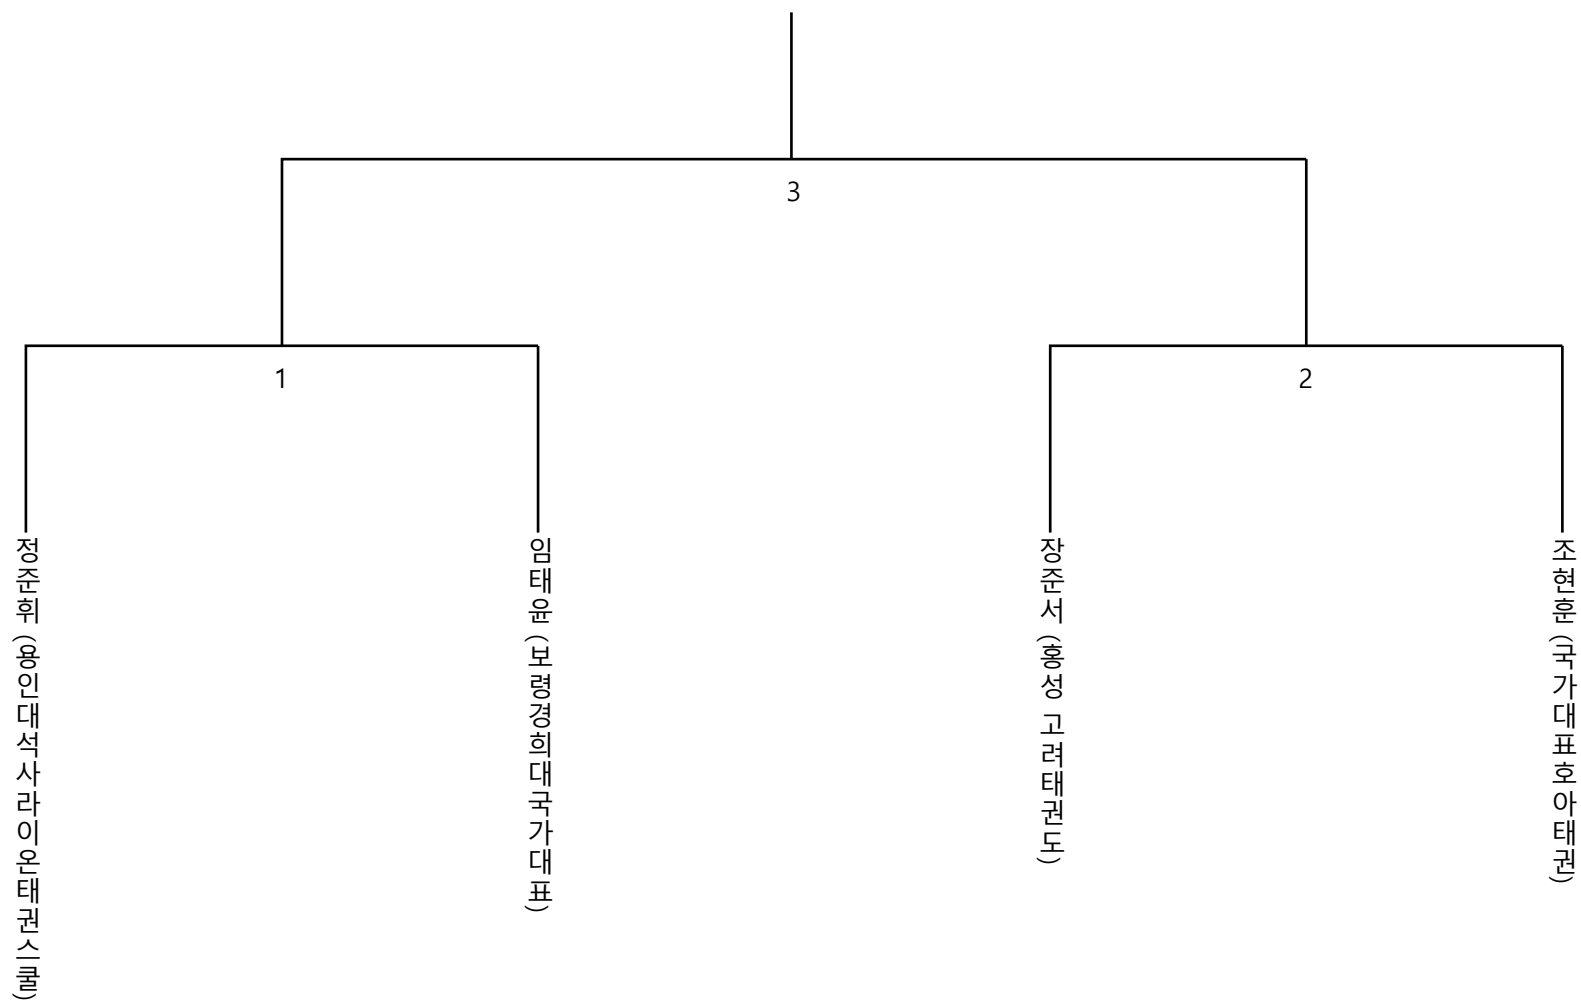 3
1
2
정준휘 (용인대석사라이온태권스쿨)
임태윤 (보령경희대국가대표)
장준서 (홍성 고려태권도)
조현훈 (국가대표호아태권)